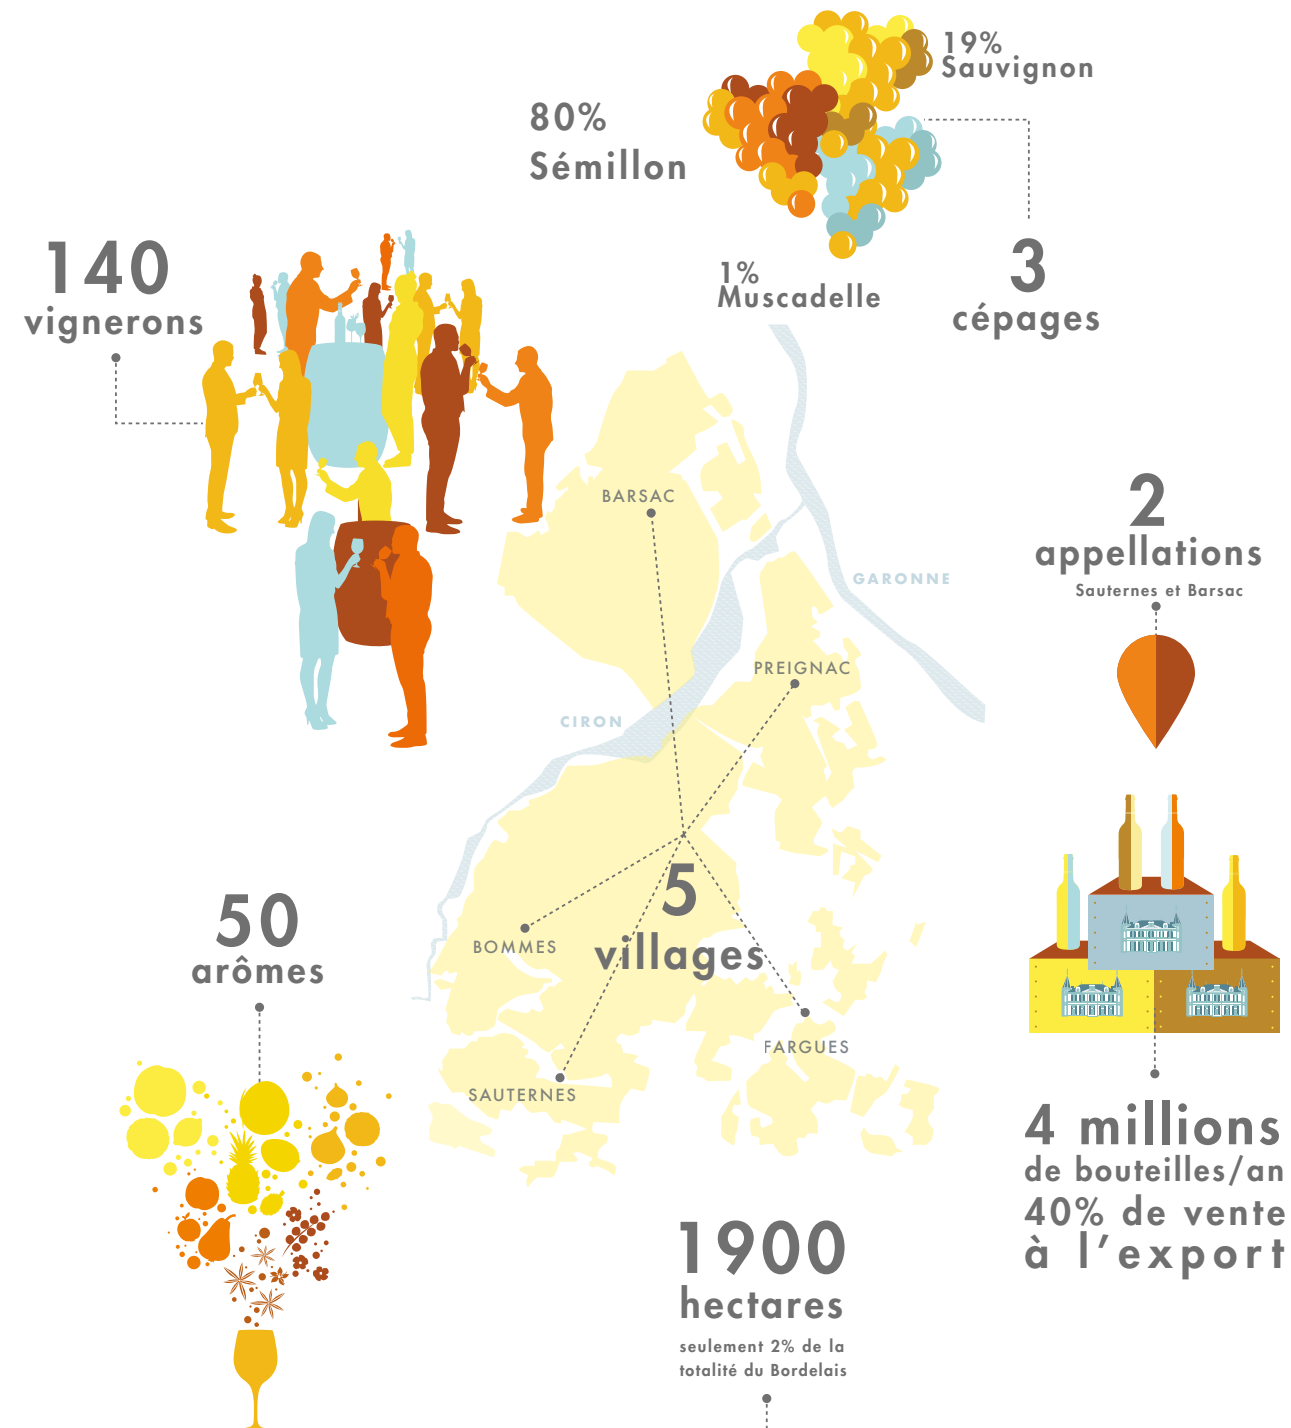 19%
Sauvignon
80%
Sémillon
1%
Muscadelle
3
cépages
140
vignerons
BARSAC
GARONNE
PREIGNAC
CIRON
2
appellations
Sauternes et Barsac
5
villages
BOMMES
FARGUES
SAUTERNES
50
arômes
4 millions
de bouteilles/an
40% de vente
à l'export
1900
hectares
seulement 2% de la
totalité du Bordelais